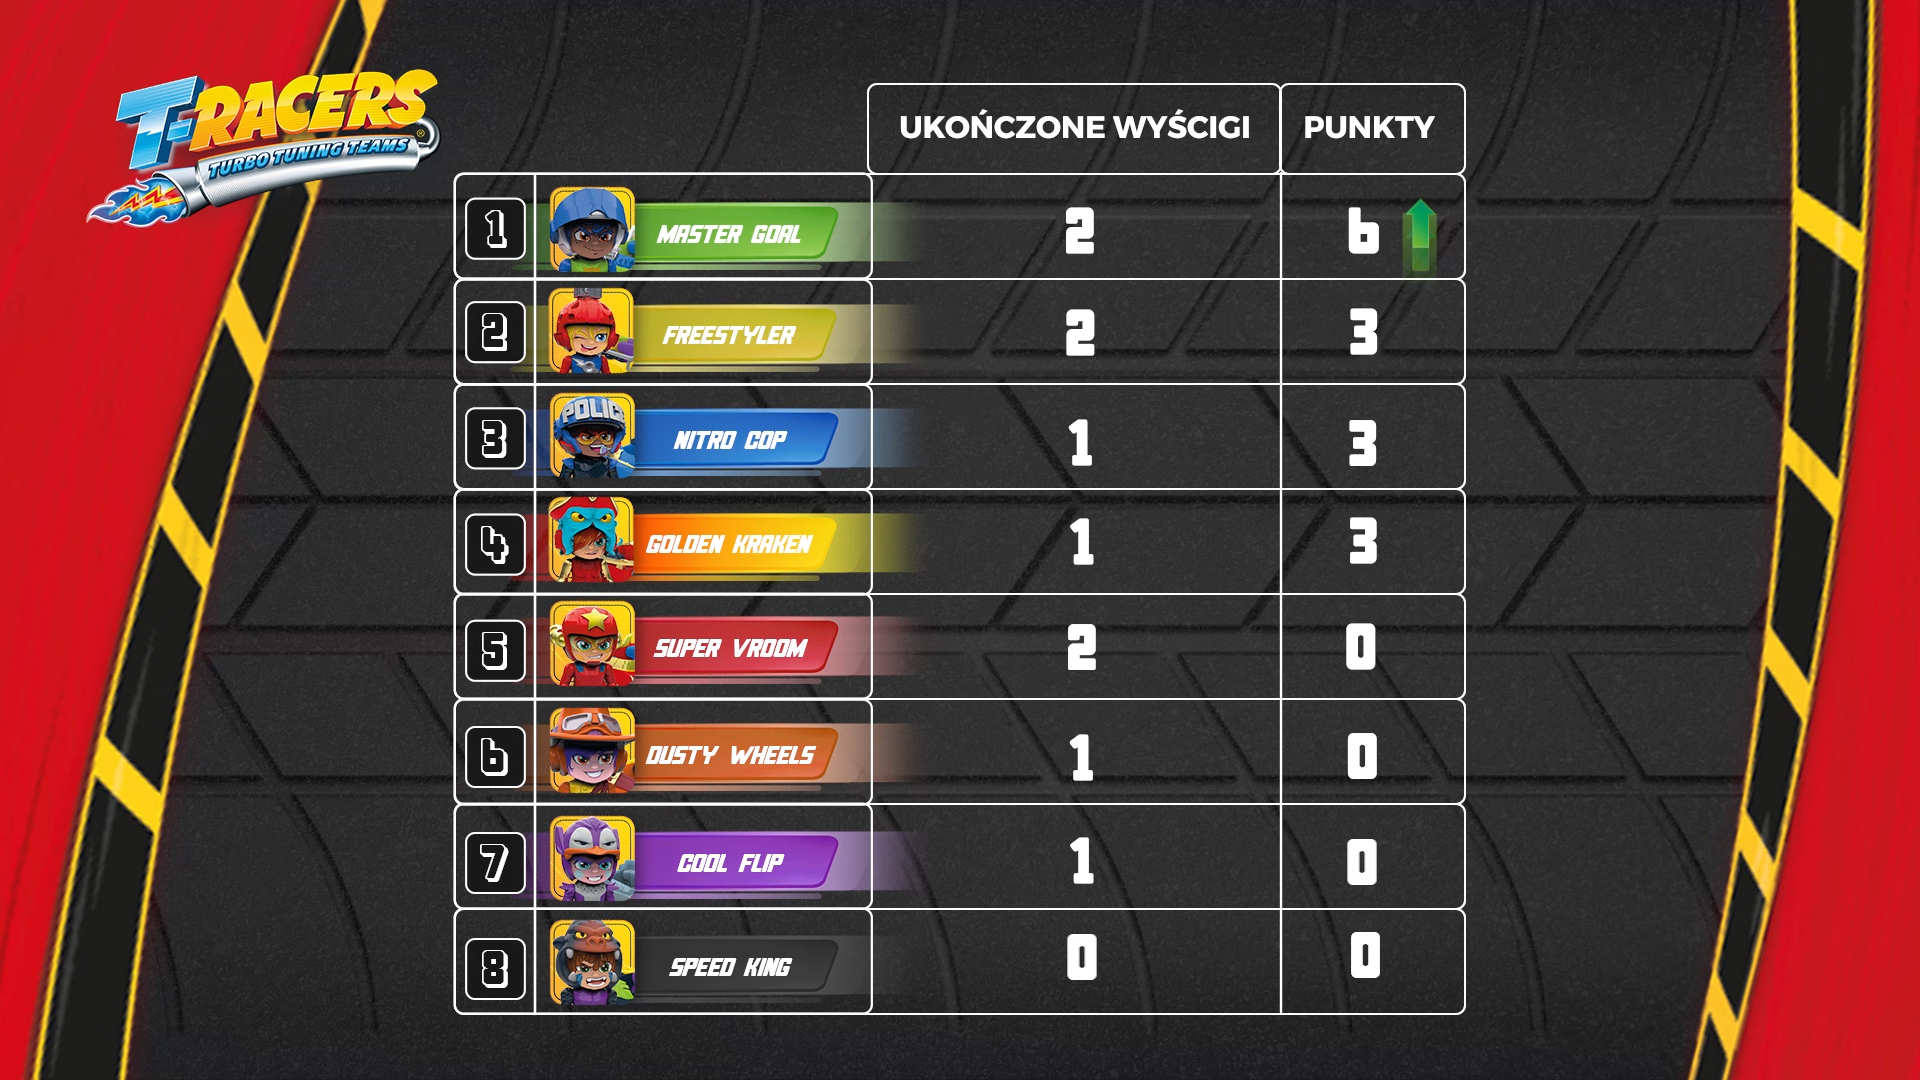 T-RACERS®
TURBO TUNING TEAMS
UKOŃCZONE WYŚCIGI PUNKTY
1 MASTER GOAL 2 6
2 FREESTYLER 2 3
3 POLICE NITRO COP 1 3
4 GOLDEN KRAKEN 1 3
5 SUPER VROOM 2 0
6 DUSTY WHEELS 1 0
7 COOL FLIP 1 0
8 SPEED KING 0 0